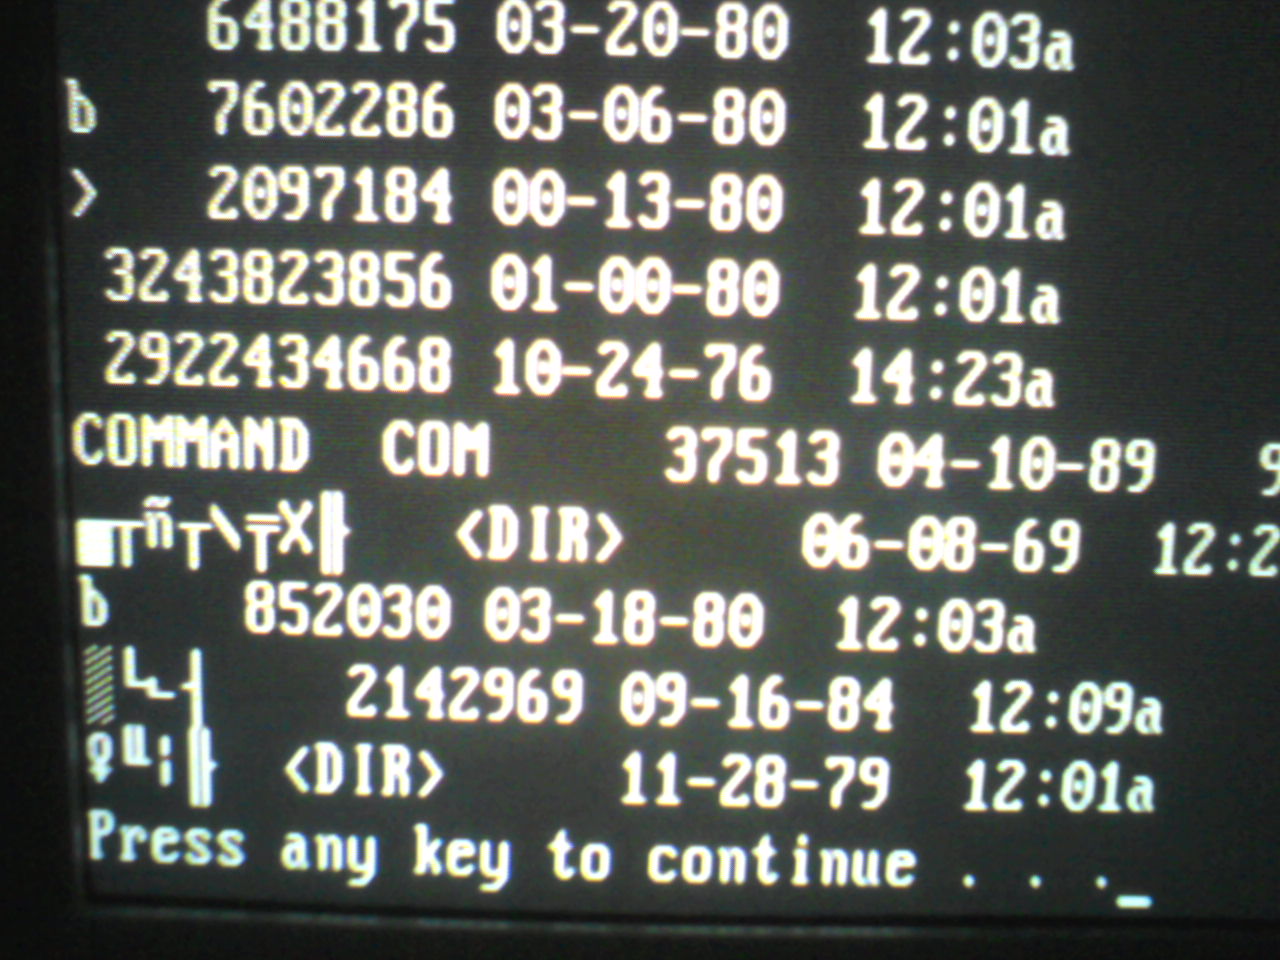 6488175 03-20-80 12:03a
b 7602286 03-06-80 12:01a
> 2097184 00-13-80 12:01a
3243823856 01-00-80 12:01a
2922434668 10-24-76 14:23a
COMMAND COM 37513 04-10-89 9
ñ \ X <DIR> 06-08-69 12:2
b 852030 03-18-80 12:03a
2142969 09-16-84 12:09a
♀ <DIR> 11-28-79 12:01a
Press any key to continue . . ._